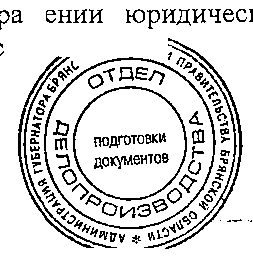 ра ении юридическ
с
АДМИНИСТРАЦИЯ ГУБЕРНАТОРА БРЯНС И ПРАВИТЕЛЬСТВА БРЯНСКОЙ ОБЛАСТИ *
ОТДЕЛ
ДЕЛОПРОИЗВОДСТВА
подготовки
документов